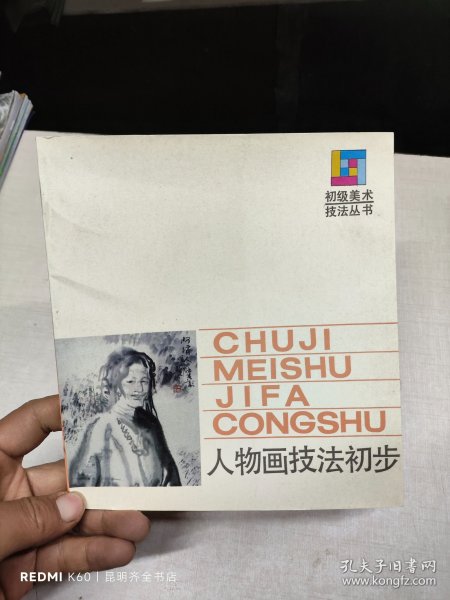 初级美术
技法丛书
CHUJI
MEISHU
JIFA
CONGSHU
人物画技法初步
REDMI K60 | 昆明齐全书店
孔夫子旧书网
www.kongfz.com